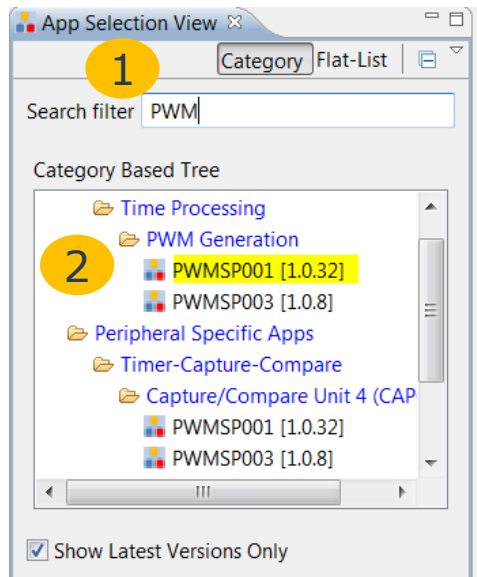 App Selection View
1
Category Flat-List
Search filter PWM
Category Based Tree
Time Processing
PWM Generation
2
PWMSP001 [1.0.32]
PWMSP003 [1.0.8]
Peripheral Specific Apps
Timer-Capture-Compare
Capture/Compare Unit 4 (CAP
PWMSP001 [1.0.32]
PWMSP003 [1.0.8]
Show Latest Versions Only